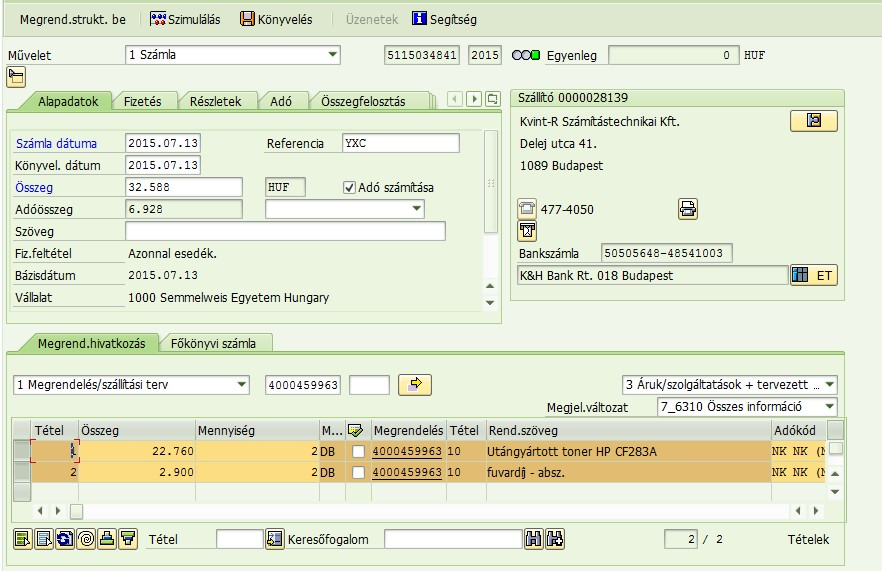 Megrend.strukt. be Szimulálás Könyvelés Üzenetek Segítség
Művelet 1 Számla 5115034841 2015 Egyenleg 0 HUF
Alapadatok Fizetés Részletek Adó Összegfelosztás
Számla dátuma 2015.07.13 Referencia YXC
Könyvel. dátum 2015.07.13
Összeg 32.588 HUF Adó számítása
Adóösszeg 6.928
Szöveg
Fiz.feltétel Azonnal esedék.
Bázisdátum 2015.07.13
Vállalat 1000 Semmelweis Egyetem Hungary
Szállító 0000028139
Kvint-R Számítástechnikai Kft.
Delej utca 41.
1089 Budapest
477-4050
Bankszámla 50505648-48541003
K&H Bank Rt. 018 Budapest ET
Megrend.hivatkozás Főkönyvi számla
1 Megrendelés/szállítási terv 4000459963 3 Áruk/szolgáltatások + tervezett ...
Megjel.változat 7_6310 Összes információ
Tétel Összeg Mennyiség M... Megrendelés Tétel Rend.szöveg Adókód
1 22.760 2 DB 4000459963 10 Utángyártott toner HP CF283A NK NK (N
2 2.900 2 DB 4000459963 10 fuvardíj - absz. NK NK (N
Tétel Keresőfogalom 2 / 2 Tételek